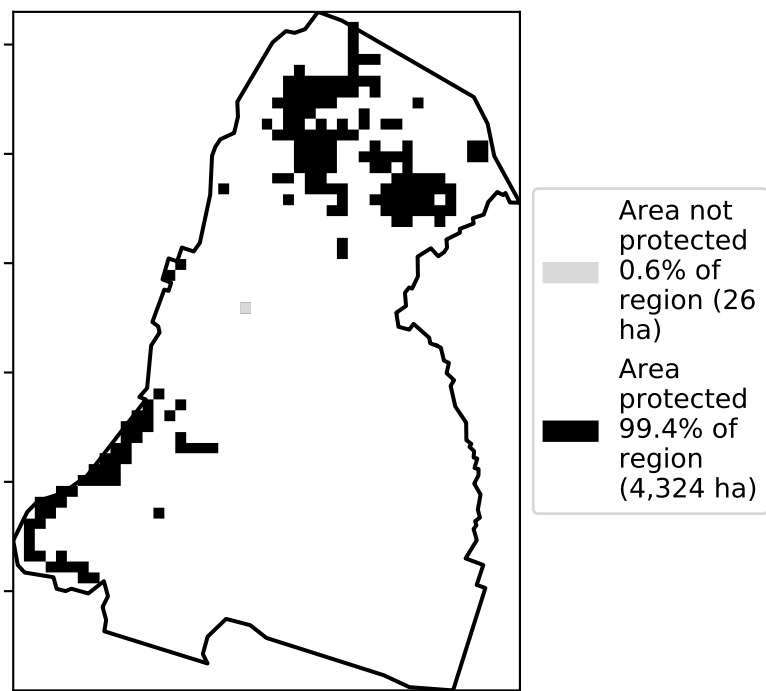 Area not
protected
0.6% of
region (26
ha)
Area
protected
99.4% of
region
(4,324 ha)